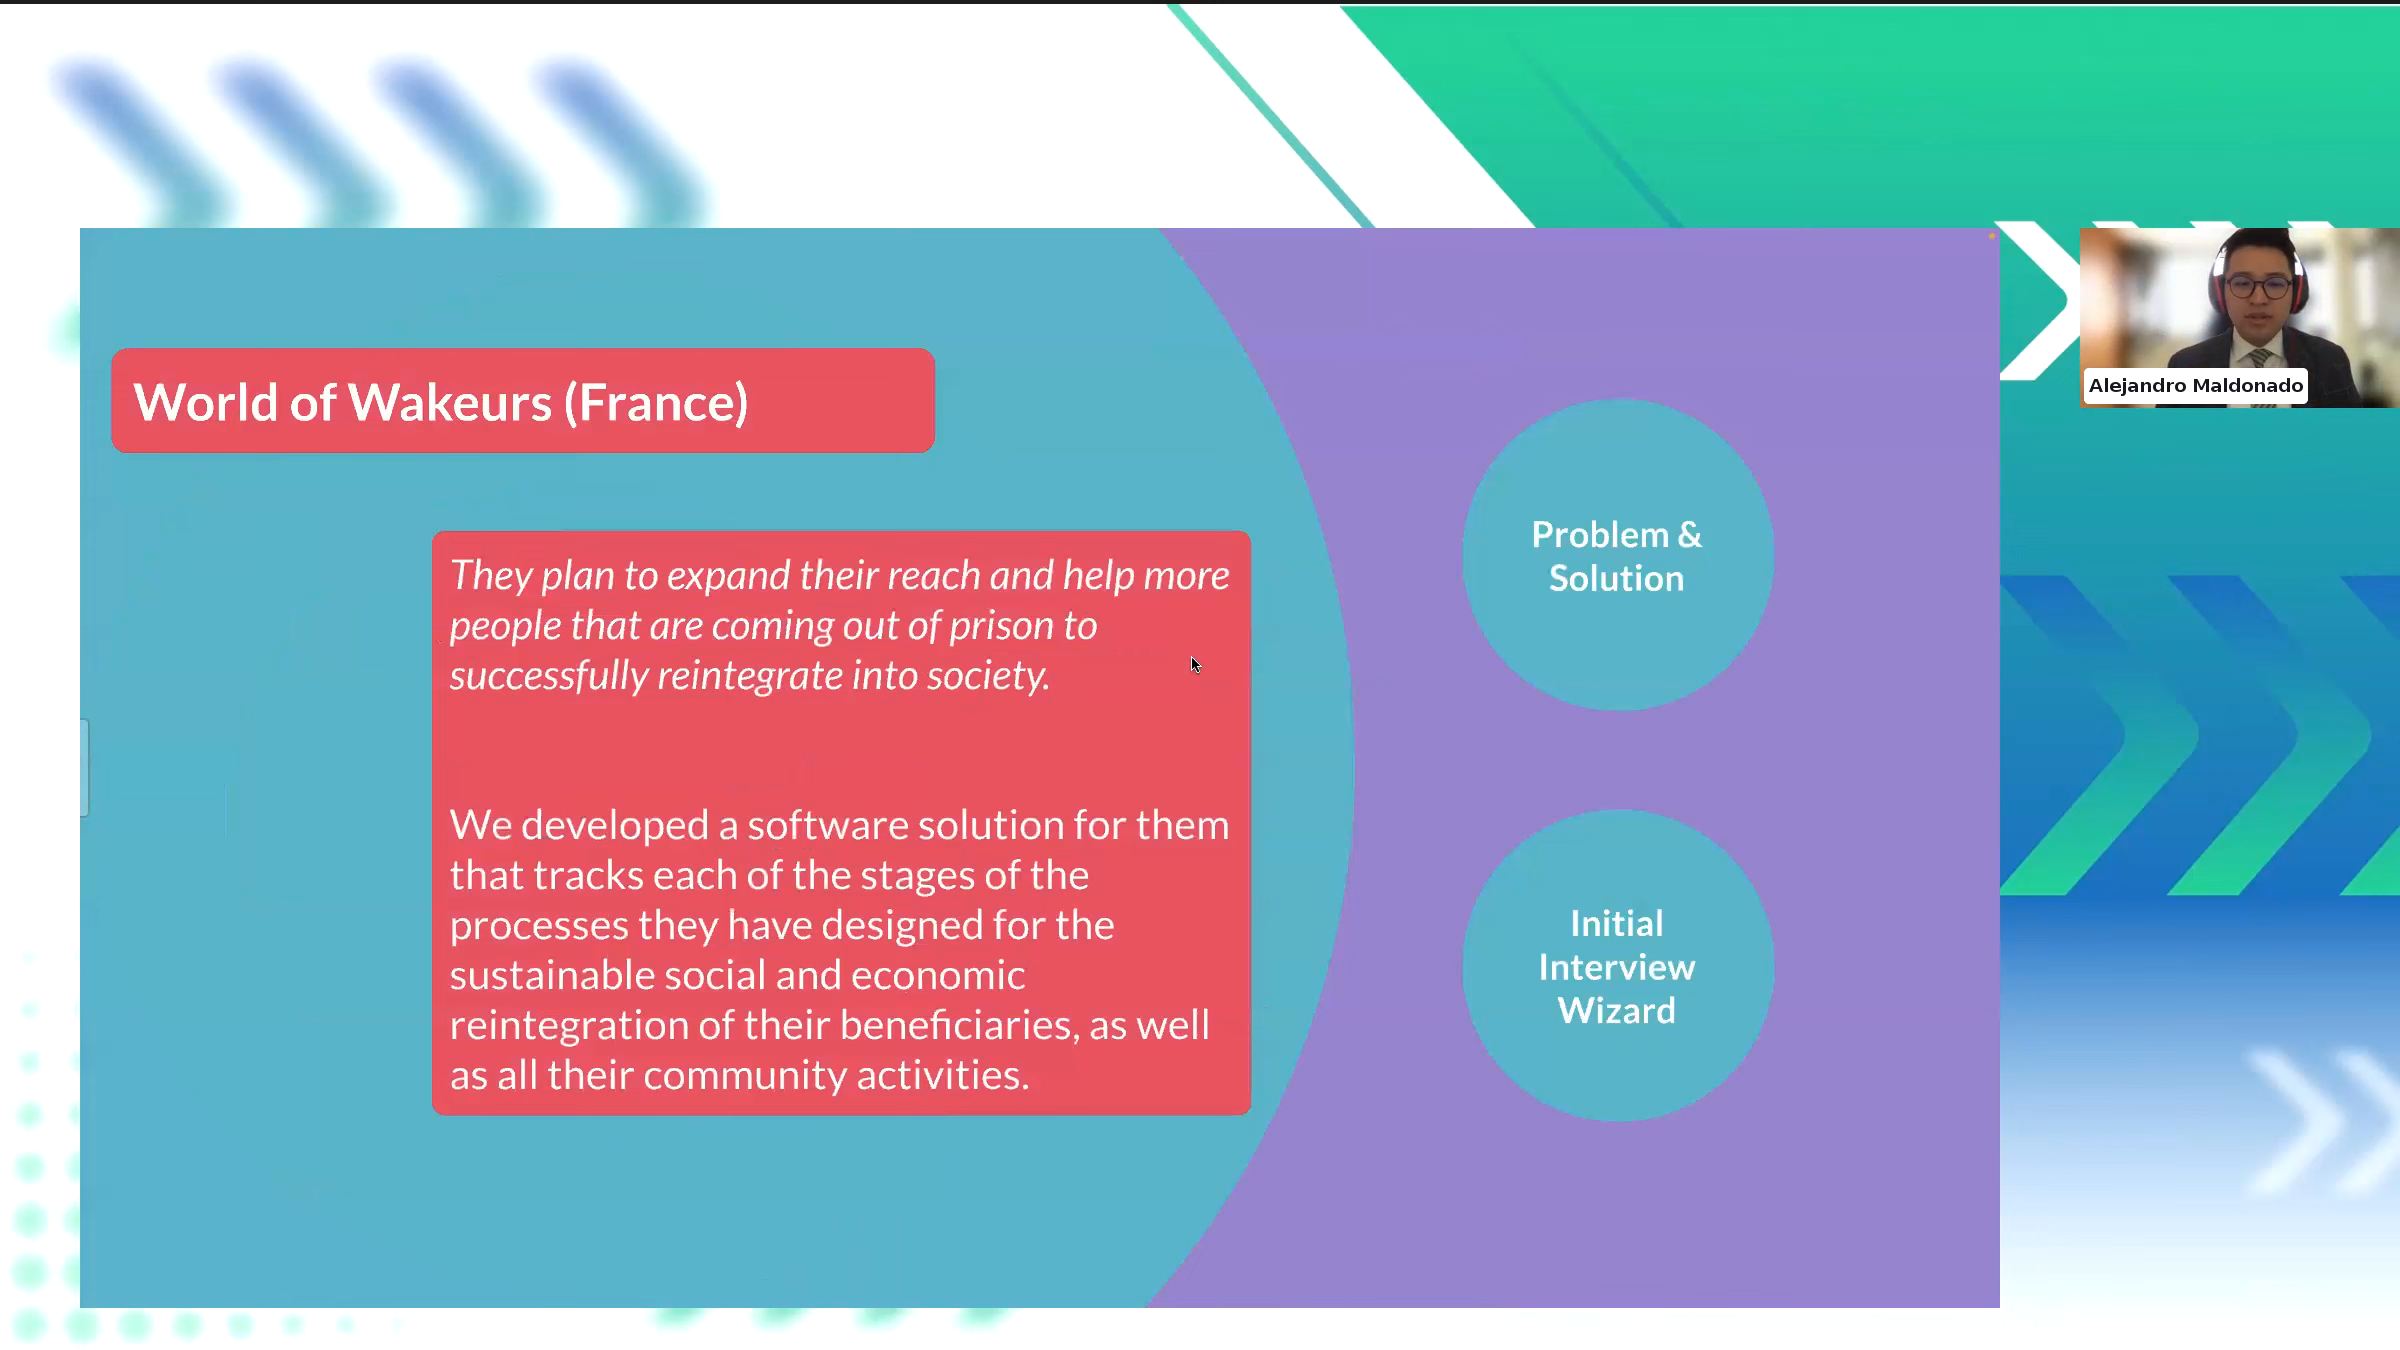 World of Wakeurs (France)
They plan to expand their reach and help more
people that are coming out of prison to
successfully reintegrate into society.
We developed a software solution for them
that tracks each of the stages of the
processes they have designed for the
sustainable social and economic
reintegration of their beneficiaries, as well
as all their community activities.
Problem &
Solution
Initial
Interview
Wizard
Alejandro Maldonado